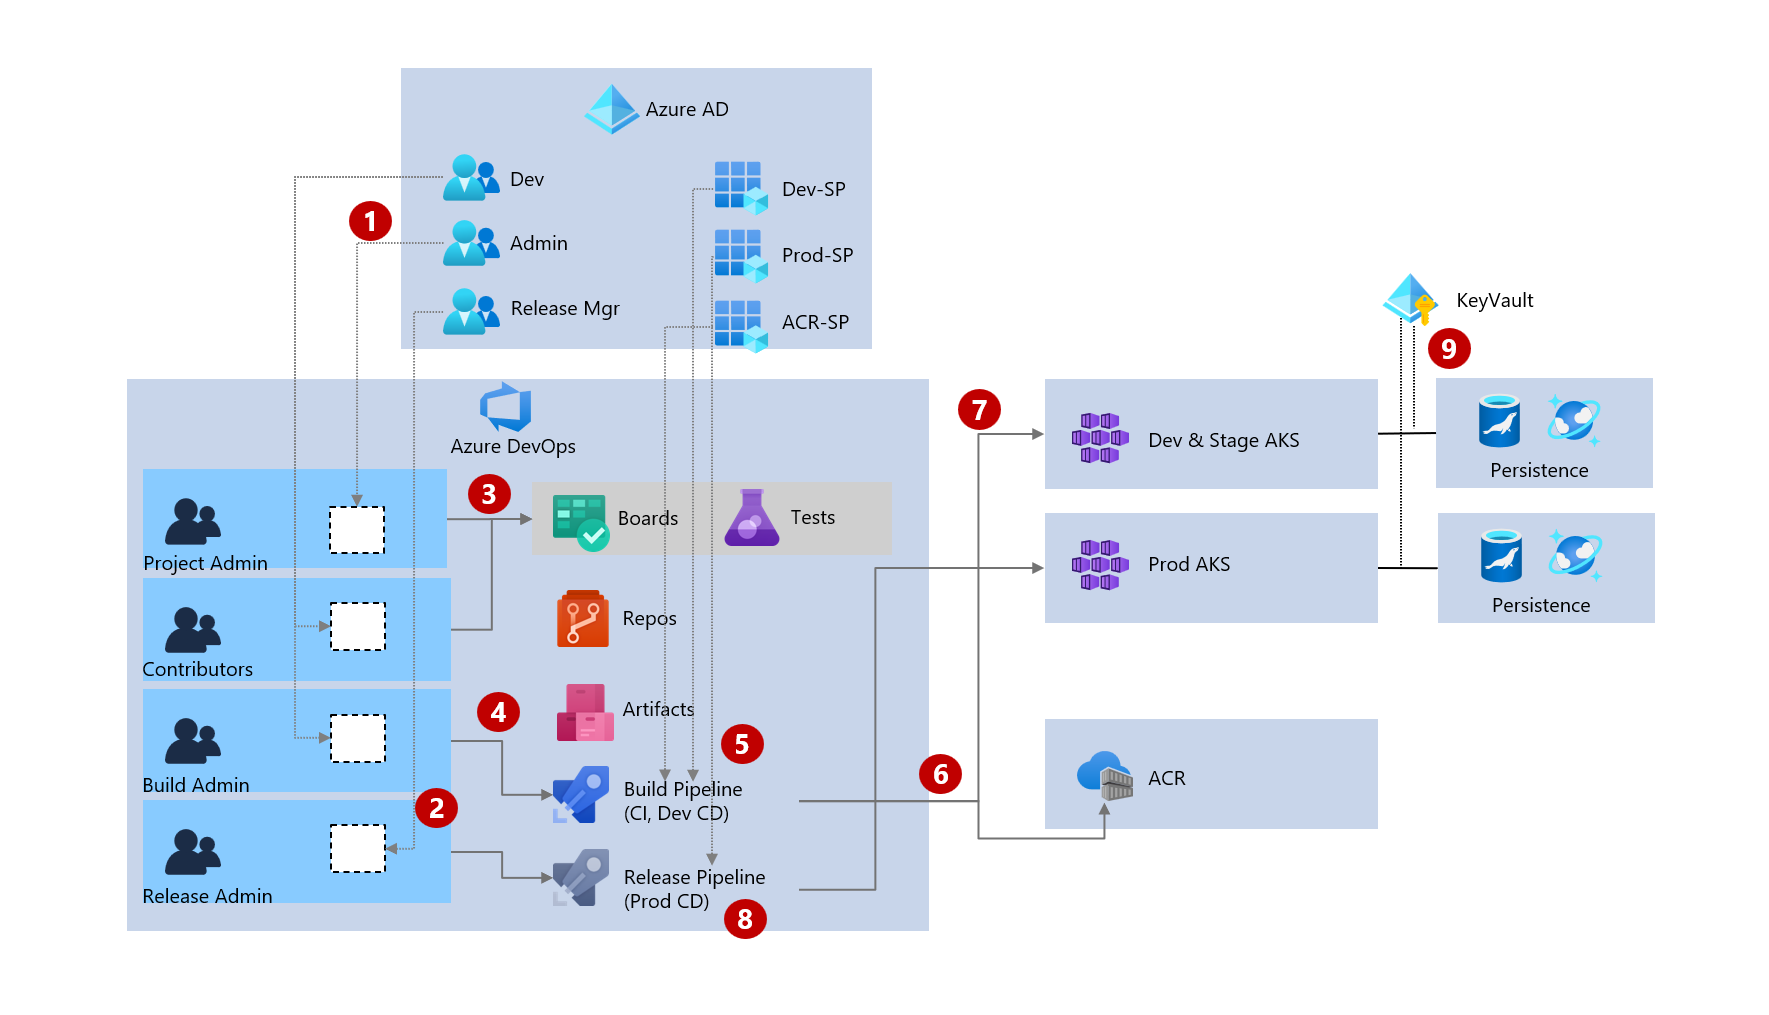 Azure AD
Dev
Dev-SP
1
Admin
Prod-SP
Release Mgr
ACR-SP
KeyVault
9
Azure DevOps
7
Dev & Stage AKS
Persistence
3
Boards
Tests
Project Admin
Prod AKS
Persistence
Repos
Contributors
4
Artifacts
5
6
ACR
Build Admin
Build Pipeline
(CI, Dev CD)
2
Release Pipeline
(Prod CD)
Release Admin
8